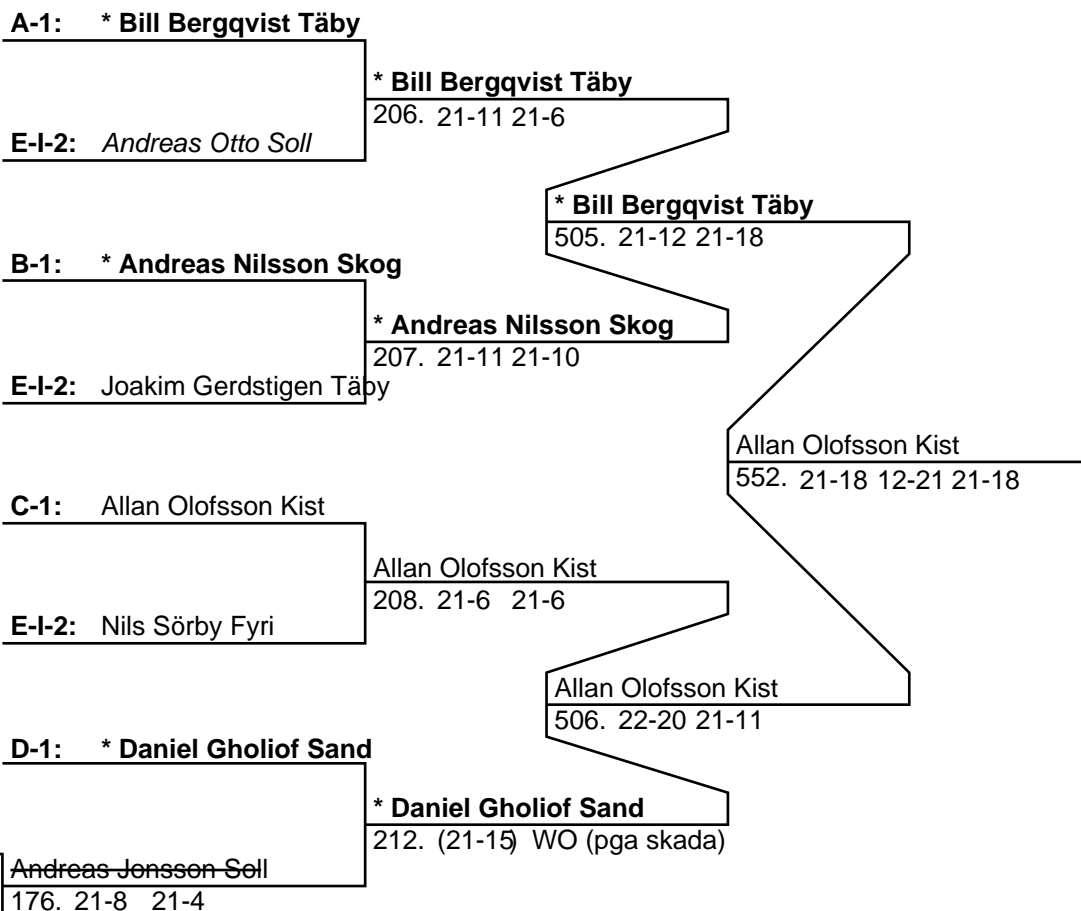 A-1: * Bill Bergqvist Täby
* Bill Bergqvist Täby
206. 21-11 21-6
E-I-2: Andreas Otto Soll
* Bill Bergqvist Täby
505. 21-12 21-18
B-1: * Andreas Nilsson Skog
* Andreas Nilsson Skog
207. 21-11 21-10
E-I-2: Joakim Gerdstigen Täby
Allan Olofsson Kist
552. 21-18 12-21 21-18
C-1: Allan Olofsson Kist
Allan Olofsson Kist
208. 21-6 21-6
E-I-2: Nils Sörby Fyri
Allan Olofsson Kist
506. 22-20 21-11
D-1: * Daniel Gholiof Sand
* Daniel Gholiof Sand
212. (21-15) WO (pga skada)
Andreas Jonsson Soll
176. 21-8 21-4